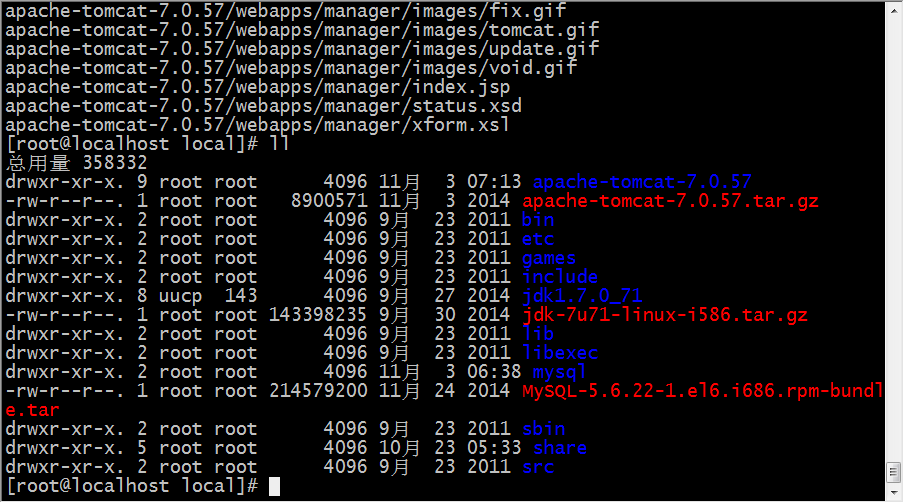 apache-tomcat-7.0.57/webapps/manager/images/fix.gif
apache-tomcat-7.0.57/webapps/manager/images/tomcat.gif
apache-tomcat-7.0.57/webapps/manager/images/update.gif
apache-tomcat-7.0.57/webapps/manager/images/void.gif
apache-tomcat-7.0.57/webapps/manager/index.jsp
apache-tomcat-7.0.57/webapps/manager/status.xsd
apache-tomcat-7.0.57/webapps/manager/xform.xsl
[root@localhost local]# ll
总用量 358332
drwxr-xr-x. 9 root root      4096 11月  3 07:13 apache-tomcat-7.0.57
-rw-r--r--. 1 root root   8900571 11月  3 2014 apache-tomcat-7.0.57.tar.gz
drwxr-xr-x. 2 root root      4096 9月  23 2011 bin
drwxr-xr-x. 2 root root      4096 9月  23 2011 etc
drwxr-xr-x. 2 root root      4096 9月  23 2011 games
drwxr-xr-x. 2 root root      4096 9月  23 2011 include
drwxr-xr-x. 8 uucp  143      4096 9月  27 2014 jdk1.7.0_71
-rw-r--r--. 1 root root 143398235 9月  30 2014 jdk-7u71-linux-i586.tar.gz
drwxr-xr-x. 2 root root      4096 9月  23 2011 lib
drwxr-xr-x. 2 root root      4096 9月  23 2011 libexec
drwxr-xr-x. 2 root root      4096 11月  3 06:38 mysql
-rw-r--r--. 1 root root 214579200 11月 24 2014 MySQL-5.6.22-1.el6.i686.rpm-bundl
e.tar
drwxr-xr-x. 2 root root      4096 9月  23 2011 sbin
drwxr-xr-x. 5 root root      4096 10月 23 05:33 share
drwxr-xr-x. 2 root root      4096 9月  23 2011 src
[root@localhost local]#